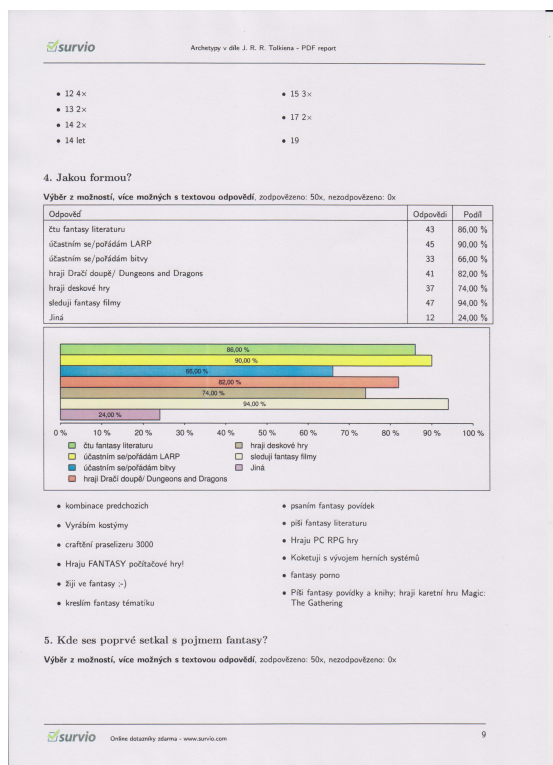 survio
Archetypy v díle J. R. R. Tolkiena - PDF report
• 12 4×
• 13 2×
• 14 2×
• 14 let
• 15 3×
• 17 2×
• 19
4. Jakou formou?
Výběr z možností, více možných s textovou odpovědí, zodpovězeno: 50x, nezodpovězeno: 0x
Odpověď Odpovědi Podíl
čtu fantasy literaturu 43 86,00 %
účastním se/pořádám LARP 45 90,00 %
účastním se/pořádám bitvy 33 66,00 %
hraji Dračí doupě/ Dungeons and Dragons 41 82,00 %
hraji deskové hry 37 74,00 %
sleduji fantasy filmy 47 94,00 %
Jiná 12 24,00 %
86,00 %
90,00 %
66,00 %
82,00 %
74,00 %
94,00 %
24,00 %
0 % 10 % 20 % 30 % 40 % 50 % 60 % 70 % 80 % 90 % 100 %
čtu fantasy literaturu
účastním se/pořádám LARP
účastním se/pořádám bitvy
hraji Dračí doupě/ Dungeons and Dragons
hraji deskové hry
sleduji fantasy filmy
Jiná
• kombinace predchozich
• Vyrábím kostýmy
• craftění praselizeru 3000
• Hraju FANTASY počítačové hry!
• žiji ve fantasy ;-)
• kreslím fantasy tématiku
• psaním fantasy povídek
• piši fantasy literaturu
• Hraju PC RPG hry
• Koketuji s vývojem herních systémů
• fantasy porno
• Píši fantasy povídky a knihy; hraji karetní hru Magic:
The Gathering
5. Kde ses poprvé setkal s pojmem fantasy?
Výběr z možností, více možných s textovou odpovědí, zodpovězeno: 50x, nezodpovězeno: 0x
survio
Online dotazníky zdarma - www.survio.com
9